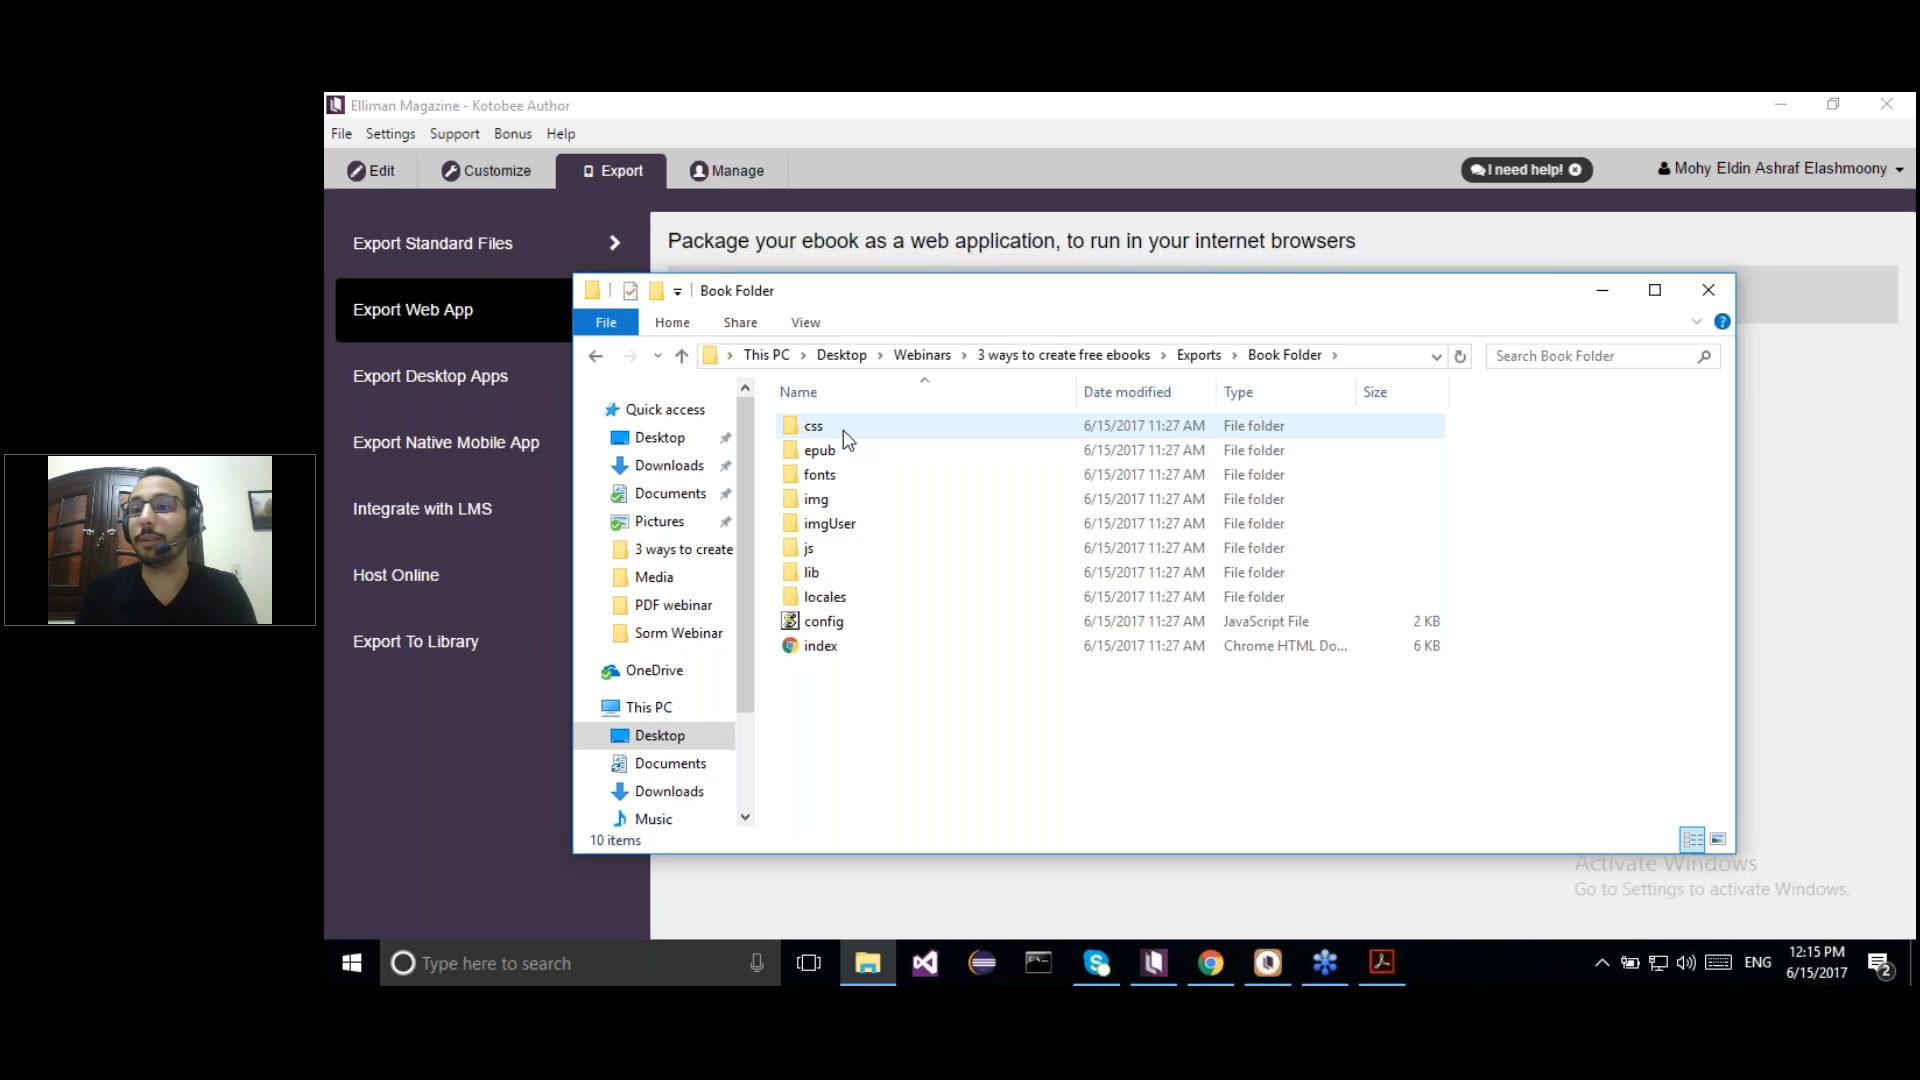 Elliman Magazine - Kotobee Author
File Settings Support Bonus Help
Edit Customize Export Manage I need help! Mohy Eldin Ashraf Elashmoony
Export Standard Files
Export Web App
Export Desktop Apps
Export Native Mobile App
Integrate with LMS
Host Online
Export To Library
Package your ebook as a web application, to run in your internet browsers
Book Folder
File Home Share View
This PC Desktop Webinars 3 ways to create free ebooks Exports Book Folder
Search Book Folder
Quick access
Desktop
Downloads
Documents
Pictures
3 ways to create
Media
PDF webinar
Sorm Webinar
OneDrive
This PC
Desktop
Documents
Downloads
Music
Name Date modified Type Size
css 6/15/2017 11:27 AM File folder
epub 6/15/2017 11:27 AM File folder
fonts 6/15/2017 11:27 AM File folder
img 6/15/2017 11:27 AM File folder
imgUser 6/15/2017 11:27 AM File folder
js 6/15/2017 11:27 AM File folder
lib 6/15/2017 11:27 AM File folder
locales 6/15/2017 11:27 AM File folder
config 6/15/2017 11:27 AM JavaScript File 2 KB
index 6/15/2017 11:27 AM Chrome HTML Do... 6 KB
10 items
Activate Windows
Go to Settings to activate Windows.
Type here to search
ENG
12:15 PM
6/15/2017
2